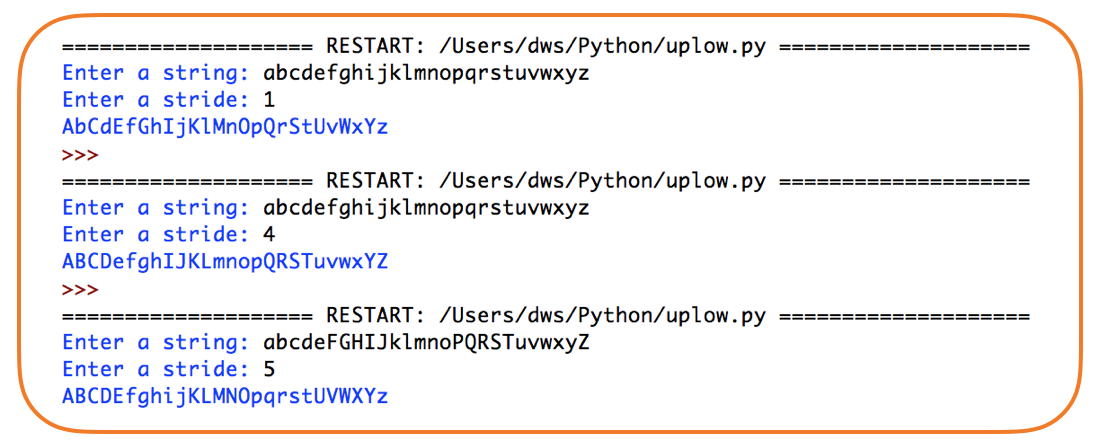 ==================== RESTART: /Users/dws/Python/uplow.py ====================
Enter a string: abcdefghijklmnopqrstuvwxyz
Enter a stride: 1
AbCdEfGhIjKlMnOpQrStUvWxYz
>>>
==================== RESTART: /Users/dws/Python/uplow.py ====================
Enter a string: abcdefghijklmnopqrstuvwxyz
Enter a stride: 4
ABCDefghIJKLmnopQRSTuvwxYZ
>>>
==================== RESTART: /Users/dws/Python/uplow.py ====================
Enter a string: abcdeFGHIJklmnoPQRSTuvwxyZ
Enter a stride: 5
ABCDEfghijKLMNOpqrstUVWXYz